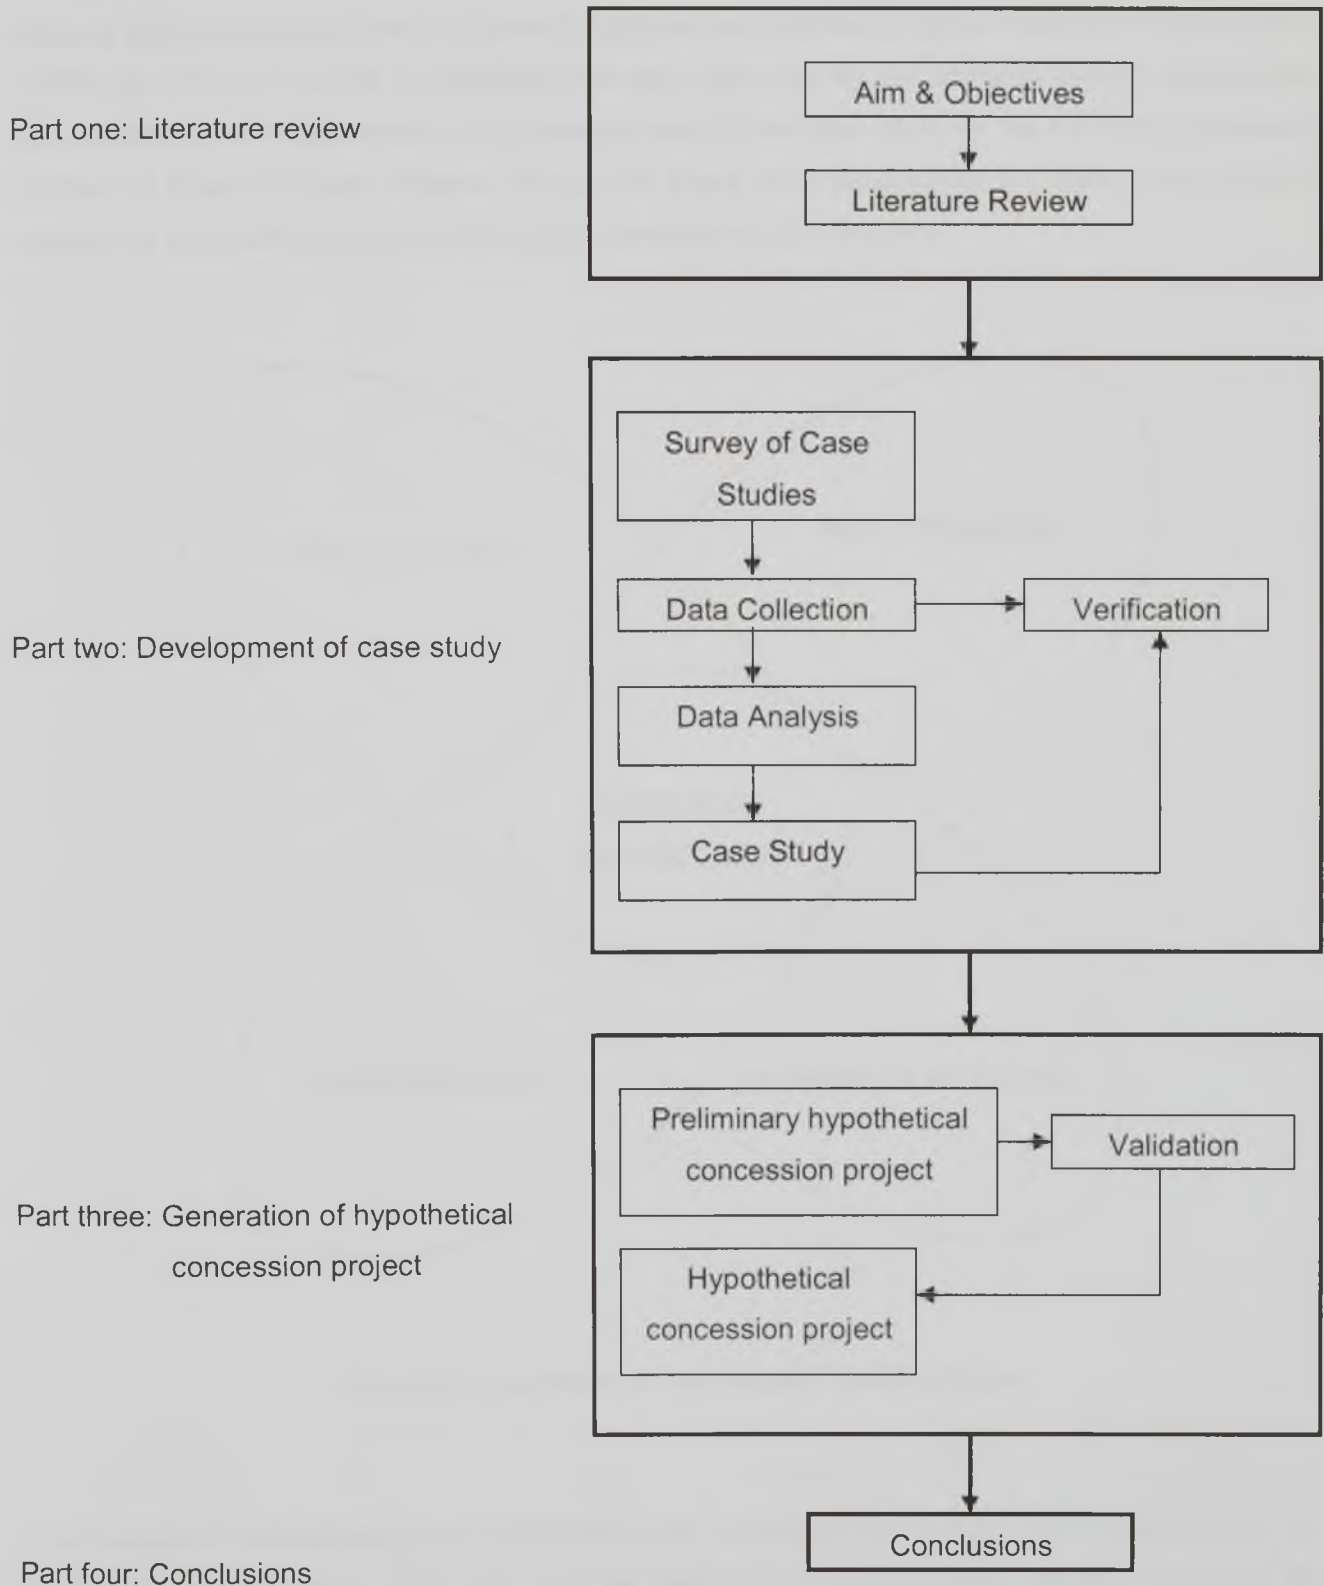 Aim & Objectives
Part one: Literature review
Literature Review
Survey of Case
Studies
Data Collection
Verification
Part two: Development of case study
Data Analysis
Case Study
Preliminary hypothetical
concession project
Validation
Part three: Generation of hypothetical
concession project
Hypothetical
concession project
Conclusions
Part four: Conclusions